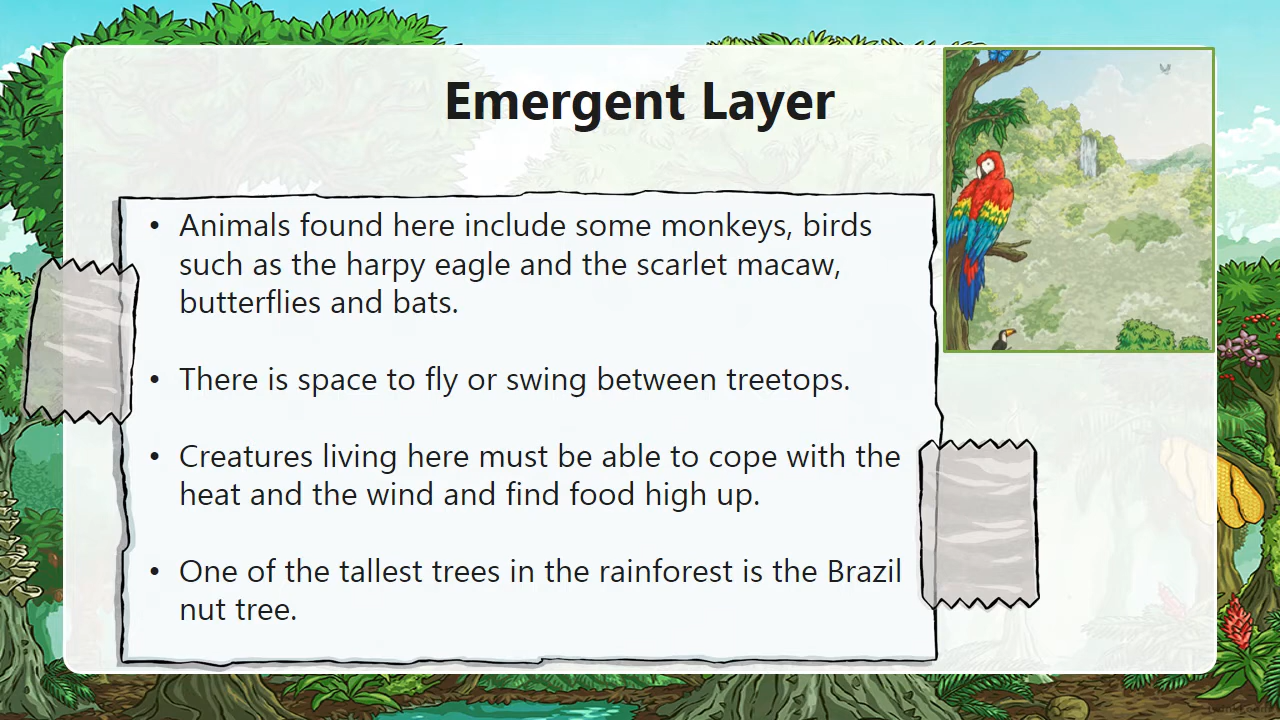 Emergent Layer
• Animals found here include some monkeys, birds
such as the harpy eagle and the scarlet macaw,
butterflies and bats.
• There is space to fly or swing between treetops.
• Creatures living here must be able to cope with the
heat and the wind and find food high up.
• One of the tallest trees in the rainforest is the Brazil
nut tree.